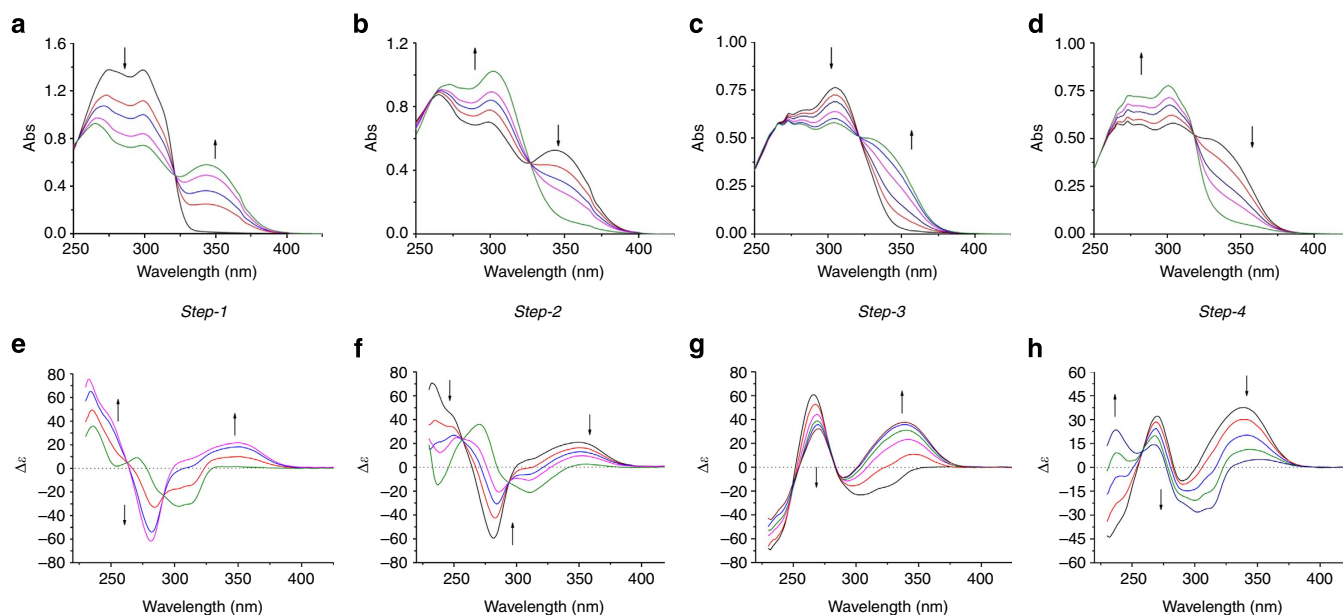 a
1.6
1.2
0.8
0.4
0.0
Abs
250 300 350 400
Wavelength (nm)
b
1.2
0.8
0.4
0.0
Abs
250 300 350 400
Wavelength (nm)
c
1.00
0.75
0.50
0.25
0.00
Abs
250 300 350 400
Wavelength (nm)
d
1.00
0.75
0.50
0.25
0.00
Abs
250 300 350 400
Wavelength (nm)
Step-1 Step-2 Step-3 Step-4
e
80
60
40
20
0
−20
−40
−60
−80
Δε
250 300 350 400
Wavelength (nm)
f
80
60
40
20
0
−20
−40
−60
−80
Δε
250 300 350 400
Wavelength (nm)
g
80
60
40
20
0
−20
−40
−60
−80
Δε
250 300 350 400
Wavelength (nm)
h
60
45
30
15
0
−15
−30
−45
−60
Δε
250 300 350 400
Wavelength (nm)